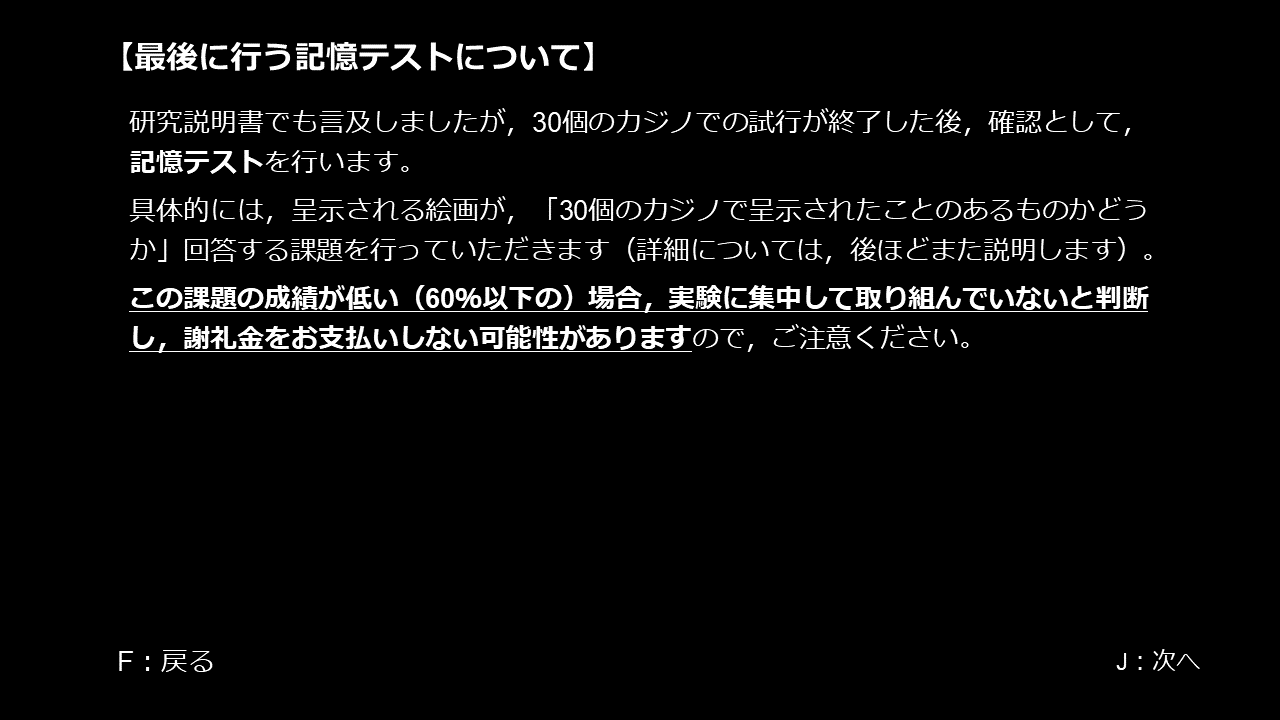 【最後に行う記憶テストについて】
研究説明書でも言及しましたが，30個のカジノでの試行が終了した後，確認として，
記憶テストを行います。
具体的には，呈示される絵画が，「30個のカジノで呈示されたことのあるものかどう
か」回答する課題を行っていただきます（詳細については，後ほどまた説明します）。
この課題の成績が低い（60%以下の）場合，実験に集中して取り組んでいないと判断
し，謝礼金をお支払いしない可能性がありますので，ご注意ください。
F：戻る
J：次へ